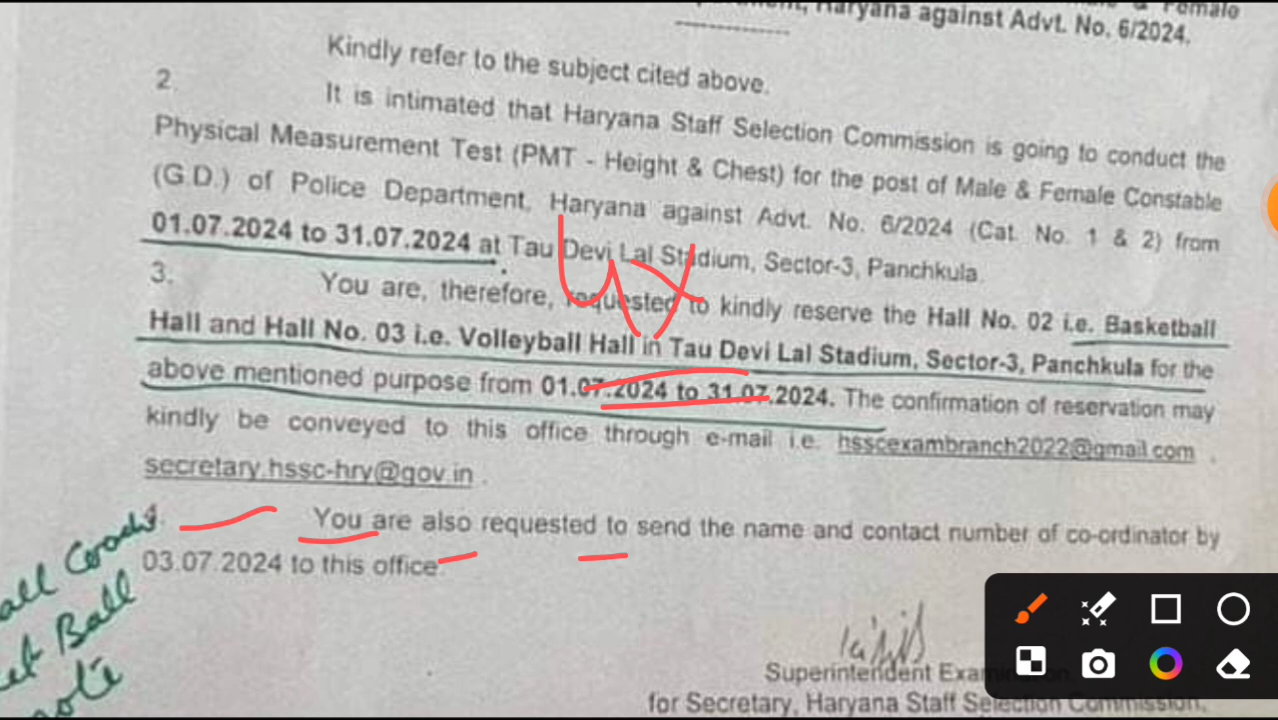 & Female
Haryana against Advt. No. 6/2024.
Kindly refer to the subject cited above.
2. It is intimated that Haryana Staff Selection Commission is going to conduct the
Physical Measurement Test (PMT - Height & Chest) for the post of Male & Female Constable
(G.D.) of Police Department, Haryana against Advt. No. 6/2024 (Cat. No. 1 & 2) from
01.07.2024 to 31.07.2024 at Tau Devi Lal Stadium, Sector-3, Panchkula.
3. You are, therefore, requested to kindly reserve the Hall No. 02 i.e. Basketball
Hall and Hall No. 03 i.e. Volleyball Hall in Tau Devi Lal Stadium, Sector-3, Panchkula for the
above mentioned purpose from 01.07.2024 to 31.07.2024. The confirmation of reservation may
kindly be conveyed to this office through e-mail i.e. hsscexambranch2022@gmail.com ,
secretary.hssc-hry@gov.in .
4. You are also requested to send the name and contact number of co-ordinator by
03.07.2024 to this office.
Ball
Superintendent
for Secretary, Haryana Staff Selection Commission,